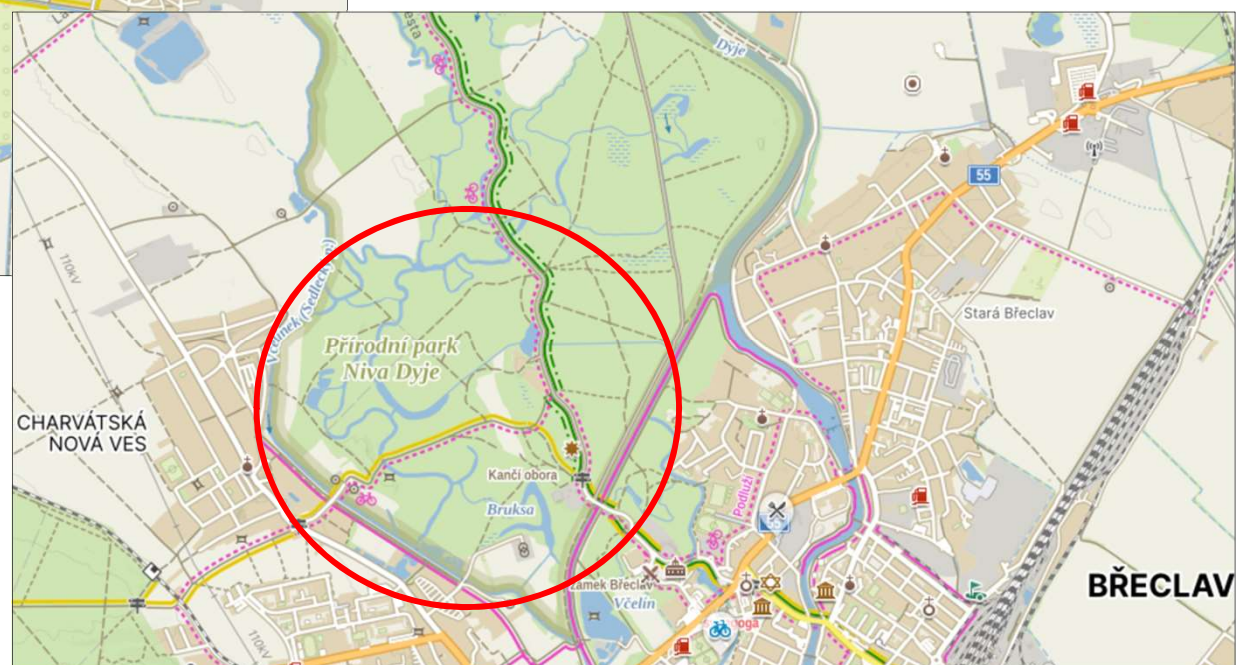 Dyje
55
110kV
Včelínek (Sedlecký p.)
Stará Břeclav
Přírodní park
Niva Dyje
CHARVÁTSKÁ
NOVÁ VES
Kančí obora
Bruksa
Podluží
55
BŘECLAV
zámek Břeclav
Včelín
110kV